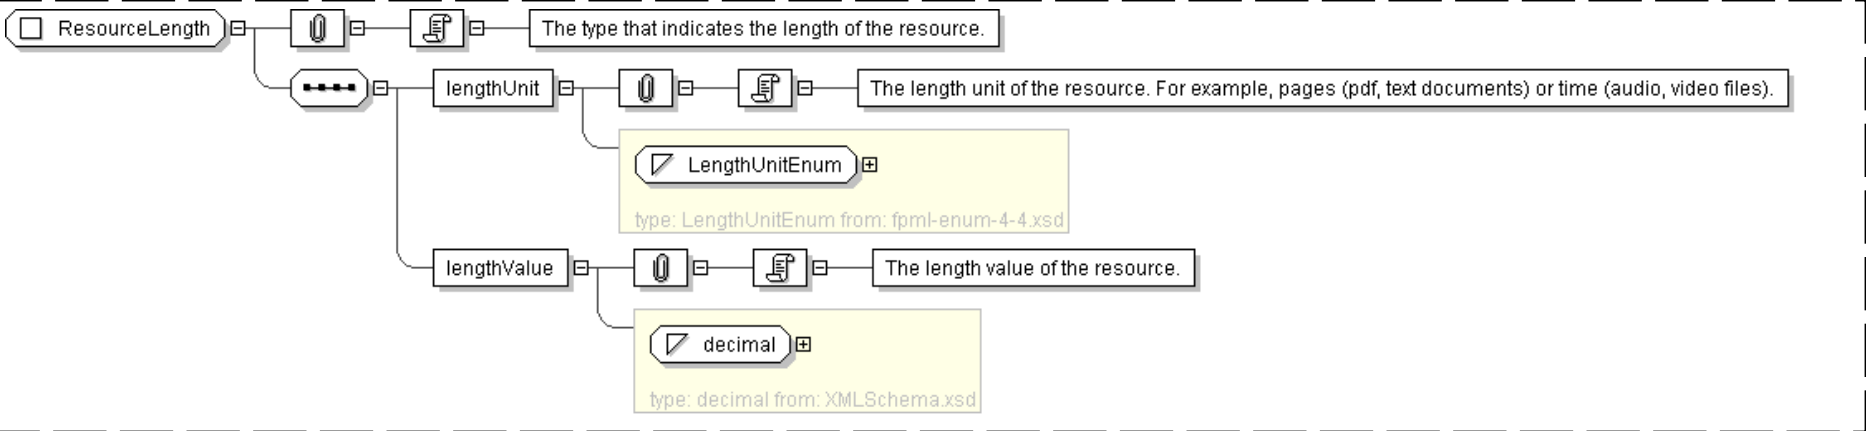 ResourceLength
The type that indicates the length of the resource.
lengthUnit
The length unit of the resource. For example, pages (pdf, text documents) or time (audio, video files).
LengthUnitEnum
type: LengthUnitEnum from: fpml-enum-4-4.xsd
lengthValue
The length value of the resource.
decimal
type: decimal from: XMLSchema.xsd